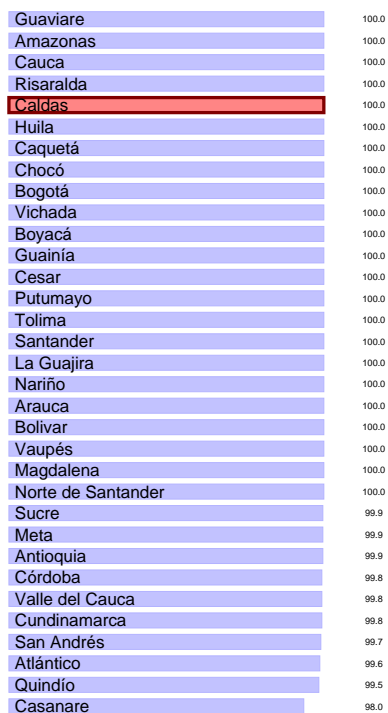 Guaviare 100.0
Amazonas 100.0
Cauca 100.0
Risaralda 100.0
Caldas 100.0
Huila 100.0
Caquetá 100.0
Chocó 100.0
Bogotá 100.0
Vichada 100.0
Boyacá 100.0
Guainía 100.0
Cesar 100.0
Putumayo 100.0
Tolima 100.0
Santander 100.0
La Guajira 100.0
Nariño 100.0
Arauca 100.0
Bolivar 100.0
Vaupés 100.0
Magdalena 100.0
Norte de Santander 100.0
Sucre 99.9
Meta 99.9
Antioquia 99.9
Córdoba 99.8
Valle del Cauca 99.8
Cundinamarca 99.8
San Andrés 99.7
Atlántico 99.6
Quindío 99.5
Casanare 98.0